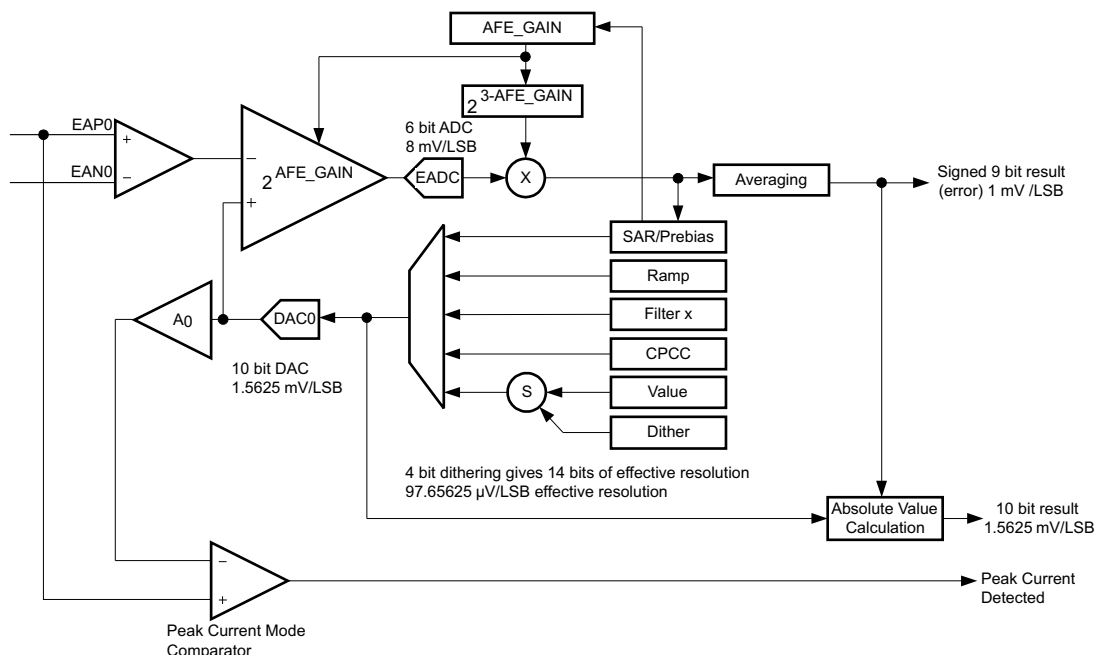 AFE_GAIN
2 3-AFE_GAIN
EAP0
+
EAN0
−
−
2 AFE_GAIN
+
6 bit ADC
8 mV/LSB
EADC
X
Averaging
Signed 9 bit result
(error) 1 mV /LSB
SAR/Prebias
Ramp
Filter x
CPCC
Value
Dither
S
A0
DAC0
10 bit DAC
1.5625 mV/LSB
4 bit dithering gives 14 bits of effective resolution
97.65625 μV/LSB effective resolution
Absolute Value
Calculation
10 bit result
1.5625 mV/LSB
−
+
Peak Current
Detected
Peak Current Mode
Comparator